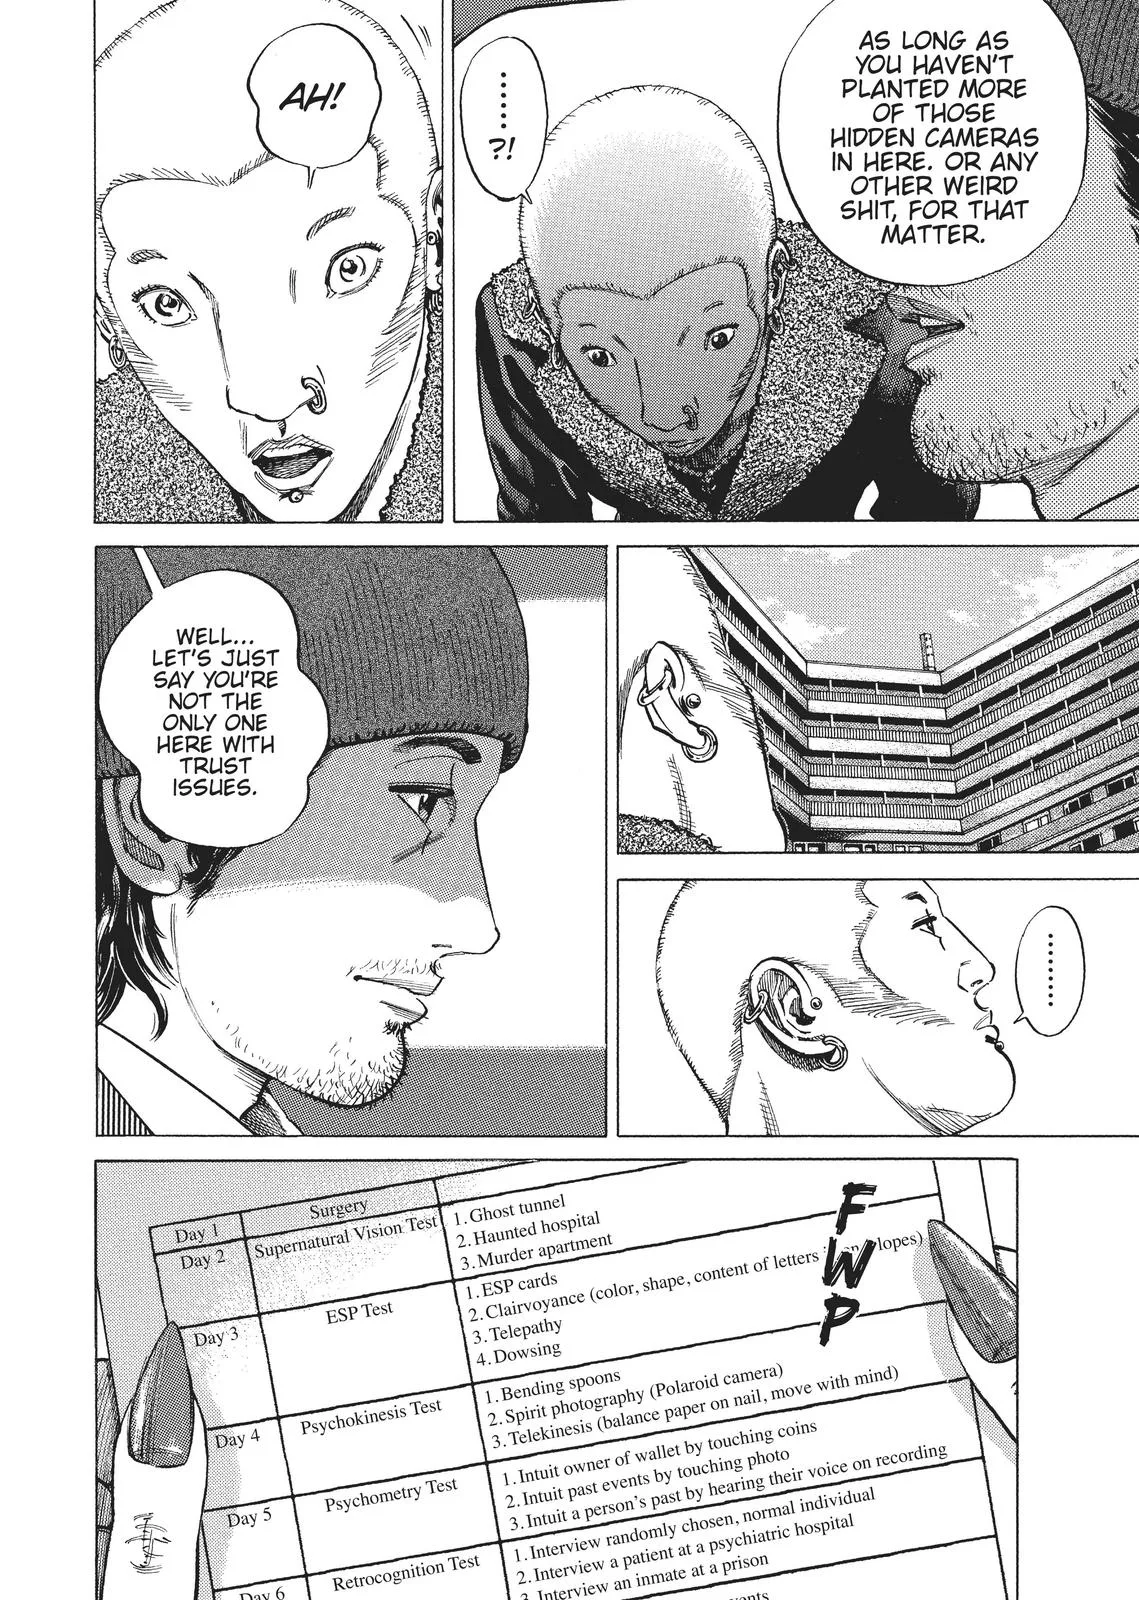 AH!
……
?!
AS LONG AS
YOU HAVEN'T
PLANTED MORE
OF THOSE
HIDDEN CAMERAS
IN HERE. OR ANY
OTHER WEIRD
SHIT, FOR THAT
MATTER.
WELL...
LET'S JUST
SAY YOU'RE
NOT THE
ONLY ONE
HERE WITH
TRUST
ISSUES.
………
FWP
Day 1
Surgery
Day 2
Supernatural Vision Test
1. Ghost tunnel
2. Haunted hospital
3. Murder apartment
Day 3
ESP Test
1. ESP cards
2. Clairvoyance (color, shape, content of letters
3. Telepathy
4. Dowsing
Day 4
Psychokinesis Test
1. Bending spoons
2. Spirit photography (Polaroid camera)
3. Telekinesis (balance paper on nail, move with mind)
Day 5
Psychometry Test
1. Intuit owner of wallet by touching coins
2. Intuit past events by touching photo
3. Intuit a person's past by hearing their voice on recording
Day 6
Retrocognition Test
1. Interview randomly chosen, normal individual
2. Interview a patient at a psychiatric hospital
3. Interview an inmate at a prison